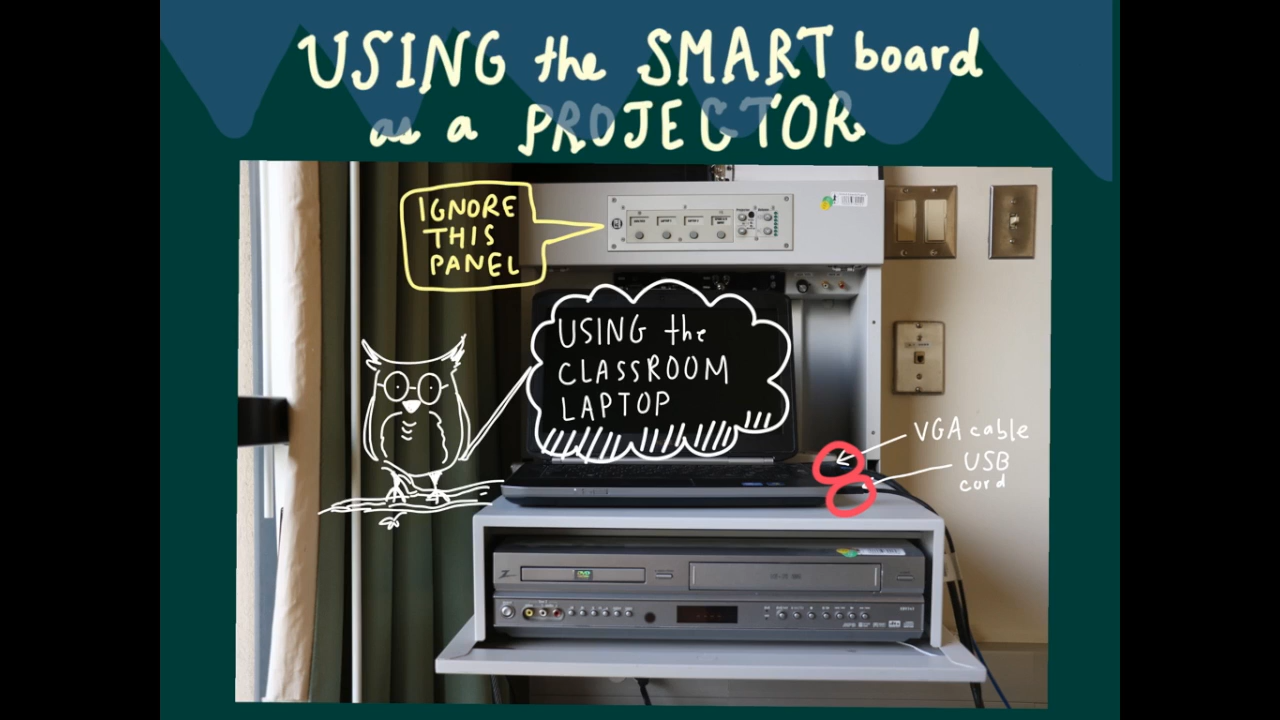 USING the SMART board
as a PROJECTOR
IGNORE
THIS
PANEL
USING the
CLASSROOM
LAPTOP
VGA cable
USB
cord